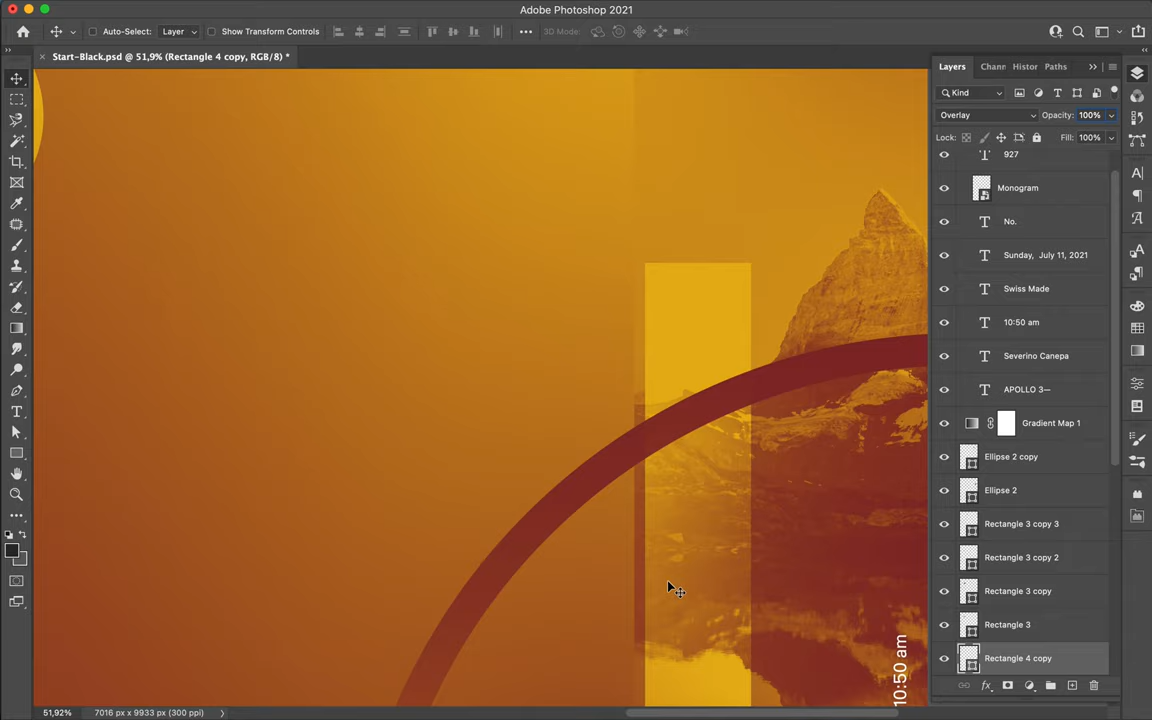 Adobe Photoshop 2021
Auto-Select: Layer Show Transform Controls 3D Mode:
Start-Black.psd @ 51,9% (Rectangle 4 copy, RGB/8) *
Layers Chann Histor Paths
Kind
Overlay Opacity: 100%
Lock: Fill: 100%
927
Monogram
No.
Sunday, July 11, 2021
Swiss Made
10:50 am
Severino Canepa
APOLLO 3—
Gradient Map 1
Ellipse 2 copy
Ellipse 2
Rectangle 3 copy 3
Rectangle 3 copy 2
Rectangle 3 copy
Rectangle 3
Rectangle 4 copy
10:50 am
51,92% 7016 px x 9933 px (300 ppi)